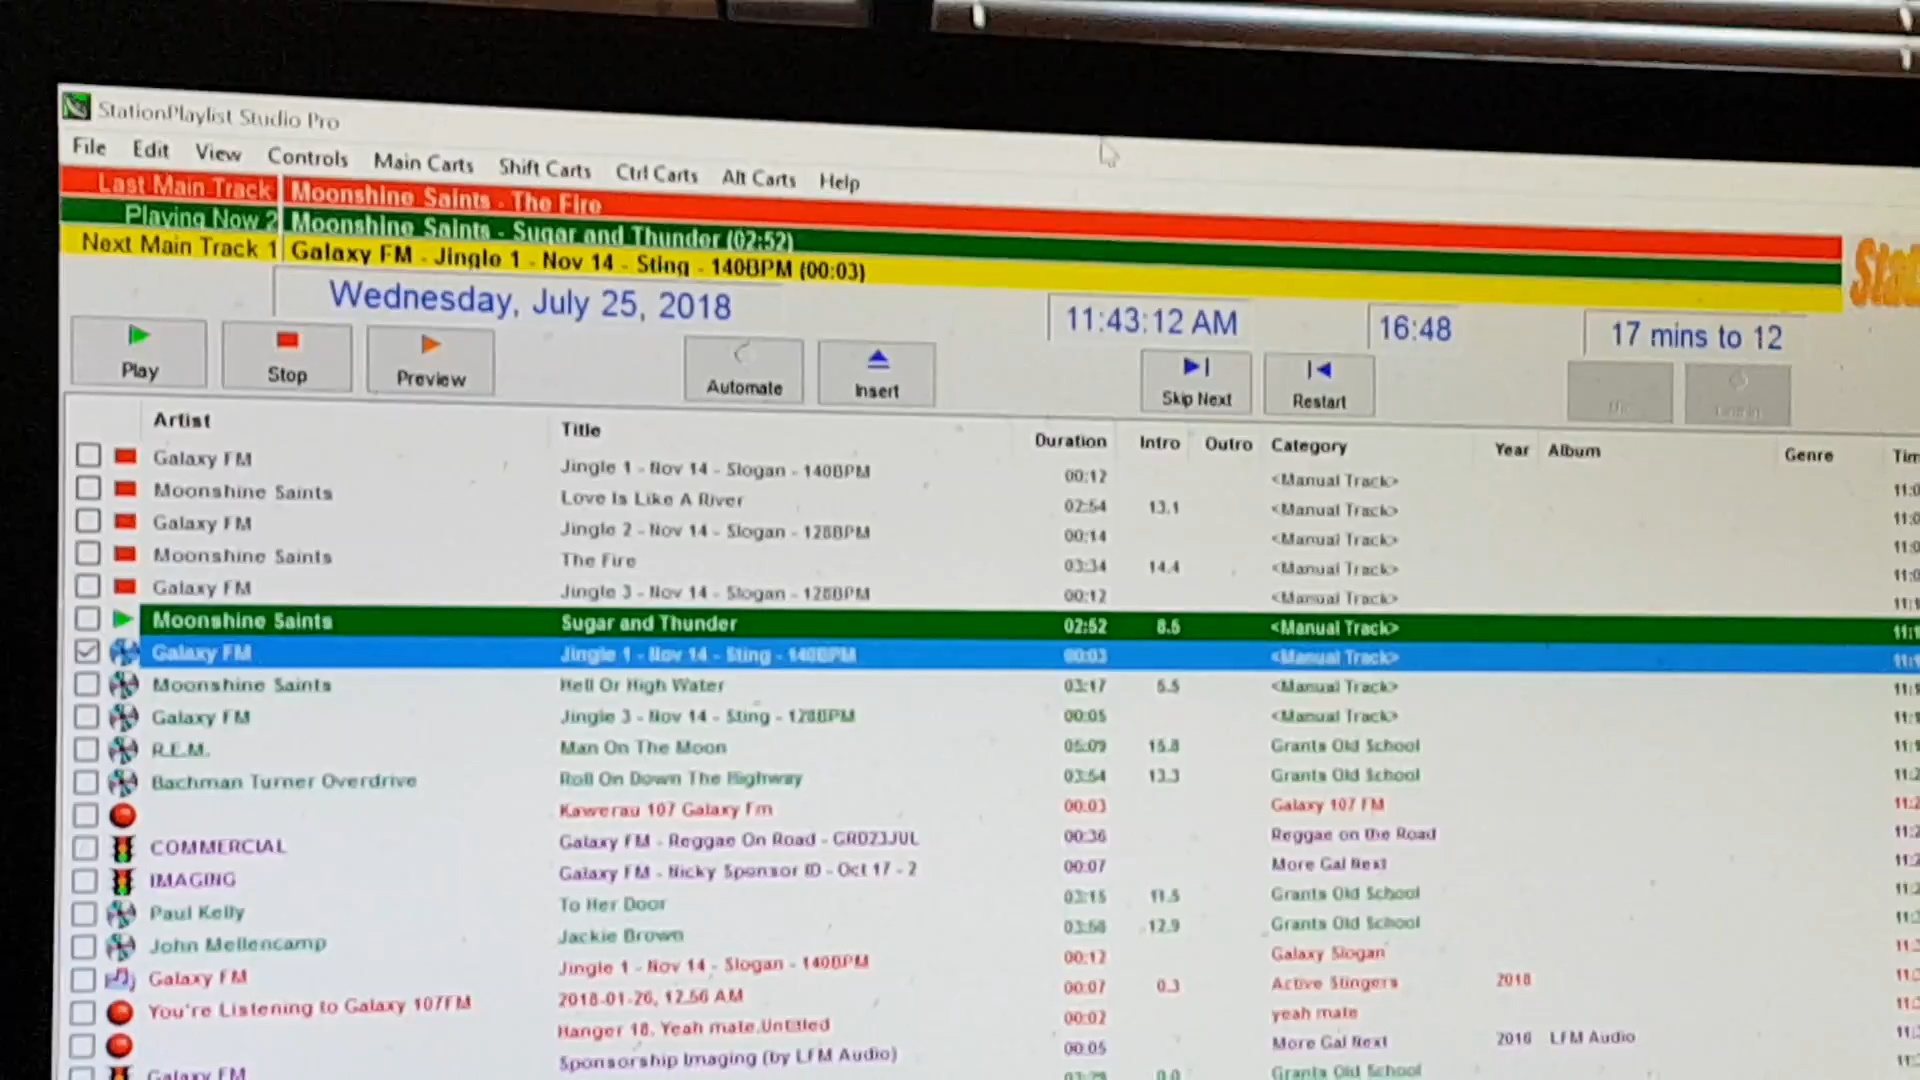 StationPlaylist Studio Pro
File Edit View Controls Main Carts Shift Carts Ctrl Carts Alt Carts Help
Last Main Track Moonshine Saints - The Fire
Playing Now 2 Moonshine Saints - Sugar and Thunder (02:52)
Next Main Track 1 Galaxy FM - Jingle 1 - Nov 14 - Sting - 140BPM (00:03)
Wednesday, July 25, 2018 11:43:12 AM 16:48 17 mins to 12
Play Stop Preview Automate Insert Skip Next Restart
Artist Title Duration Intro Outro Category Year Album Genre
Galaxy FM Jingle 1 - Nov 14 - Slogan - 140BPM 00:12 <Manual Track>
Moonshine Saints Love Is Like A River 02:54 13.1 <Manual Track>
Galaxy FM Jingle 2 - Nov 14 - Slogan - 128BPM 00:14 <Manual Track>
Moonshine Saints The Fire 03:34 14.4 <Manual Track>
Galaxy FM Jingle 3 - Nov 14 - Slogan - 128BPM 00:12 <Manual Track>
Moonshine Saints Sugar and Thunder 02:52 8.5 <Manual Track>
Galaxy FM Jingle 1 - Nov 14 - Sting - 140BPM 00:03 <Manual Track>
Moonshine Saints Hell Or High Water 03:17 5.5 <Manual Track>
Galaxy FM Jingle 3 - Nov 14 - Sting - 128BPM 00:05 <Manual Track>
R.E.M. Man On The Moon 05:09 15.8 Grants Old School
Bachman Turner Overdrive Roll On Down The Highway 03:54 13.3 Grants Old School
Kawerau 107 Galaxy Fm 00:03 Galaxy 107 FM
COMMERCIAL Galaxy FM - Reggae On Road - GRD23JUL 00:36 Reggae on the Road
IMAGING Galaxy FM - Nicky Sponsor ID - Oct 17 - 2 00:07 More Gal Next
Paul Kelly To Her Door 03:15 11.5 Grants Old School
John Mellencamp Jackie Brown 03:58 12.9 Grants Old School
Galaxy FM Jingle 1 - Nov 14 - Slogan - 140BPM 00:12 Galaxy Slogan
You're Listening to Galaxy 107FM 2018-01-26, 12.56 AM 00:07 0.3 Active Stingers 2018
Hanger 18. Yeah mate.Untitled 00:02 yeah mate
Galaxy FM Sponsorship Imaging (by LFM Audio) 00:05 More Gal Next 2016 LFM Audio
Grants Old School